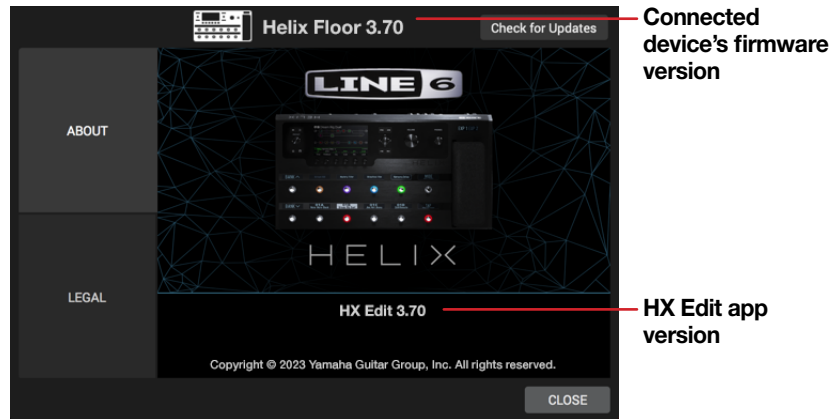 Helix Floor 3.70
Check for Updates
Connected
device's firmware
version
LINE 6
ABOUT
HELIX
LEGAL
HX Edit 3.70
HX Edit app
version
Copyright © 2023 Yamaha Guitar Group, Inc. All rights reserved.
CLOSE